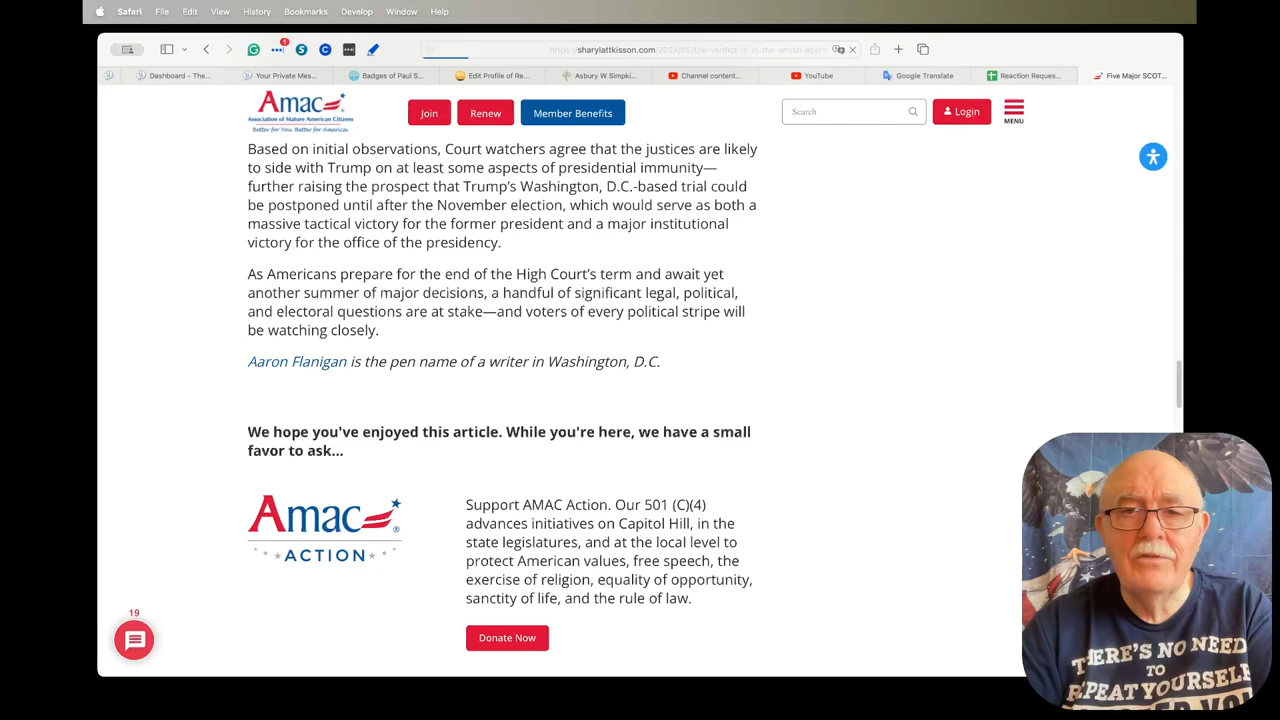 Safari File Edit View History Bookmarks Develop Window Help
1
https://sharylattkisson.com/2024/05/the-verdict-is-in-the-amish-appro
Dashboard - The...
Your Private Mes...
Badges of Paul S...
Edit Profile of Re...
Asbury W Simpki...
Channel content...
YouTube
Google Translate
Reaction Reques...
Five Major SCOT...
Amac
Association of Mature American Citizens
Better for You. Better for America.
Join
Renew
Member Benefits
Search
Login
MENU
Based on initial observations, Court watchers agree that the justices are likely
to side with Trump on at least some aspects of presidential immunity—
further raising the prospect that Trump's Washington, D.C.-based trial could
be postponed until after the November election, which would serve as both a
massive tactical victory for the former president and a major institutional
victory for the office of the presidency.
As Americans prepare for the end of the High Court's term and await yet
another summer of major decisions, a handful of significant legal, political,
and electoral questions are at stake—and voters of every political stripe will
be watching closely.
Aaron Flanigan is the pen name of a writer in Washington, D.C.
We hope you've enjoyed this article. While you're here, we have a small
favor to ask...
Amac
ACTION
Support AMAC Action. Our 501 (C)(4)
advances initiatives on Capitol Hill, in the
state legislatures, and at the local level to
protect American values, free speech, the
exercise of religion, equality of opportunity,
sanctity of life, and the rule of law.
Donate Now
19
THERE'S NO NEED
TO
REPEAT YOURSELF